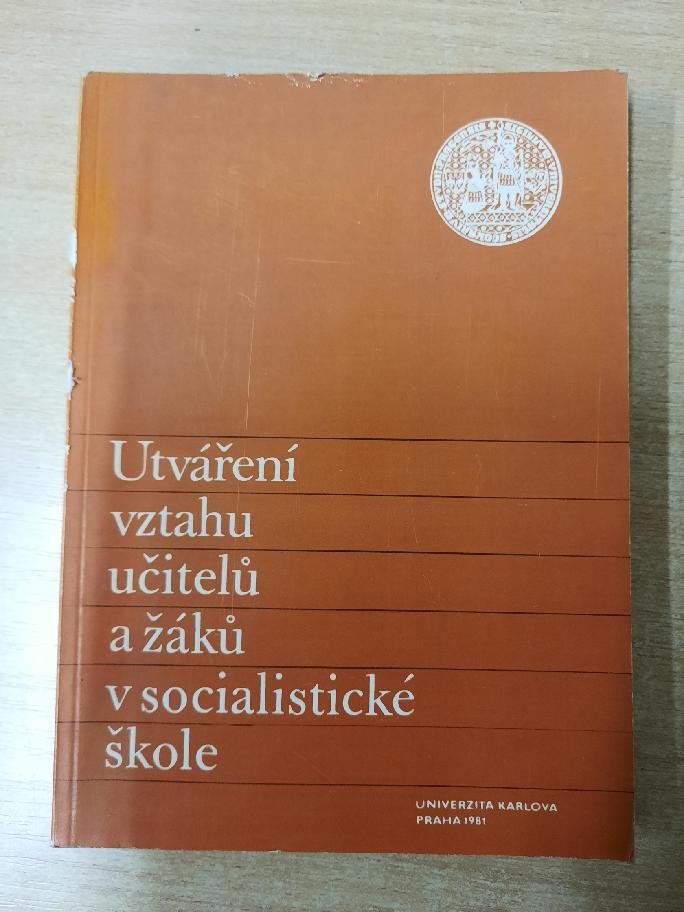 Utváření
vztahu
učitelů
a žáků
v socialistické
škole
UNIVERZITA KARLOVA
PRAHA 1981